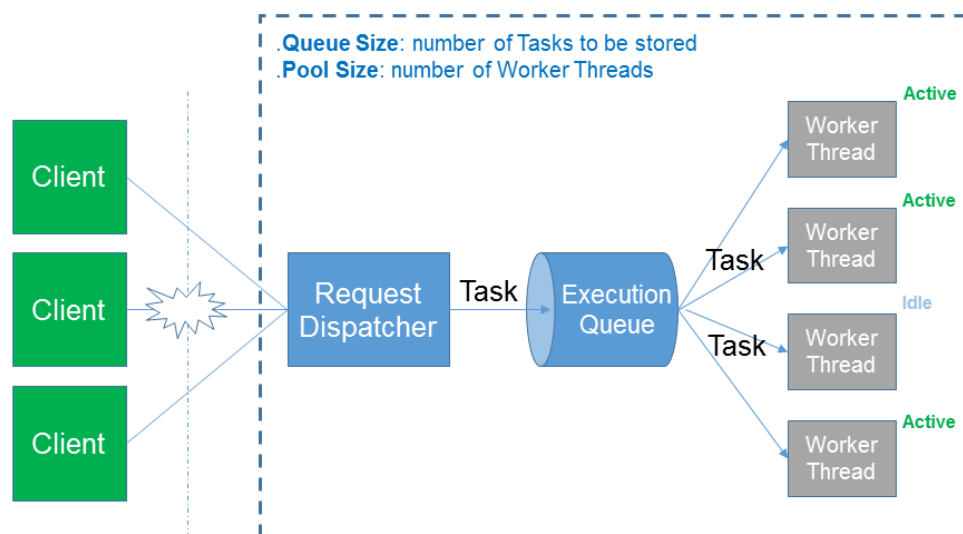 .Queue Size: number of Tasks to be stored
.Pool Size: number of Worker Threads
Client
Client
Client
Request
Dispatcher
Task
Execution
Queue
Task
Task
Active
Worker
Thread
Active
Worker
Thread
Idle
Worker
Thread
Active
Worker
Thread